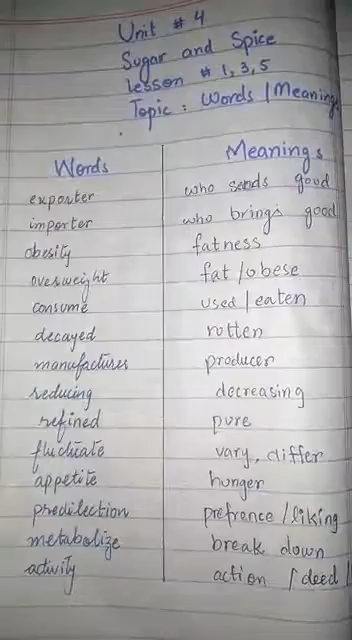 Unit # 4
Sugar and Spice
Lesson # 1, 3, 5
Topic : Words / Meaning
Words Meanings
exporter who sends good
importer who brings good
obesity fatness
overweight fat / obese
consume used / eaten
decayed rotten
manufactures producer
reducing decreasing
refined pure
fluctuate vary, differ
appetite hunger
predilection prefrence / liking
metabolize break down
activity action / deed